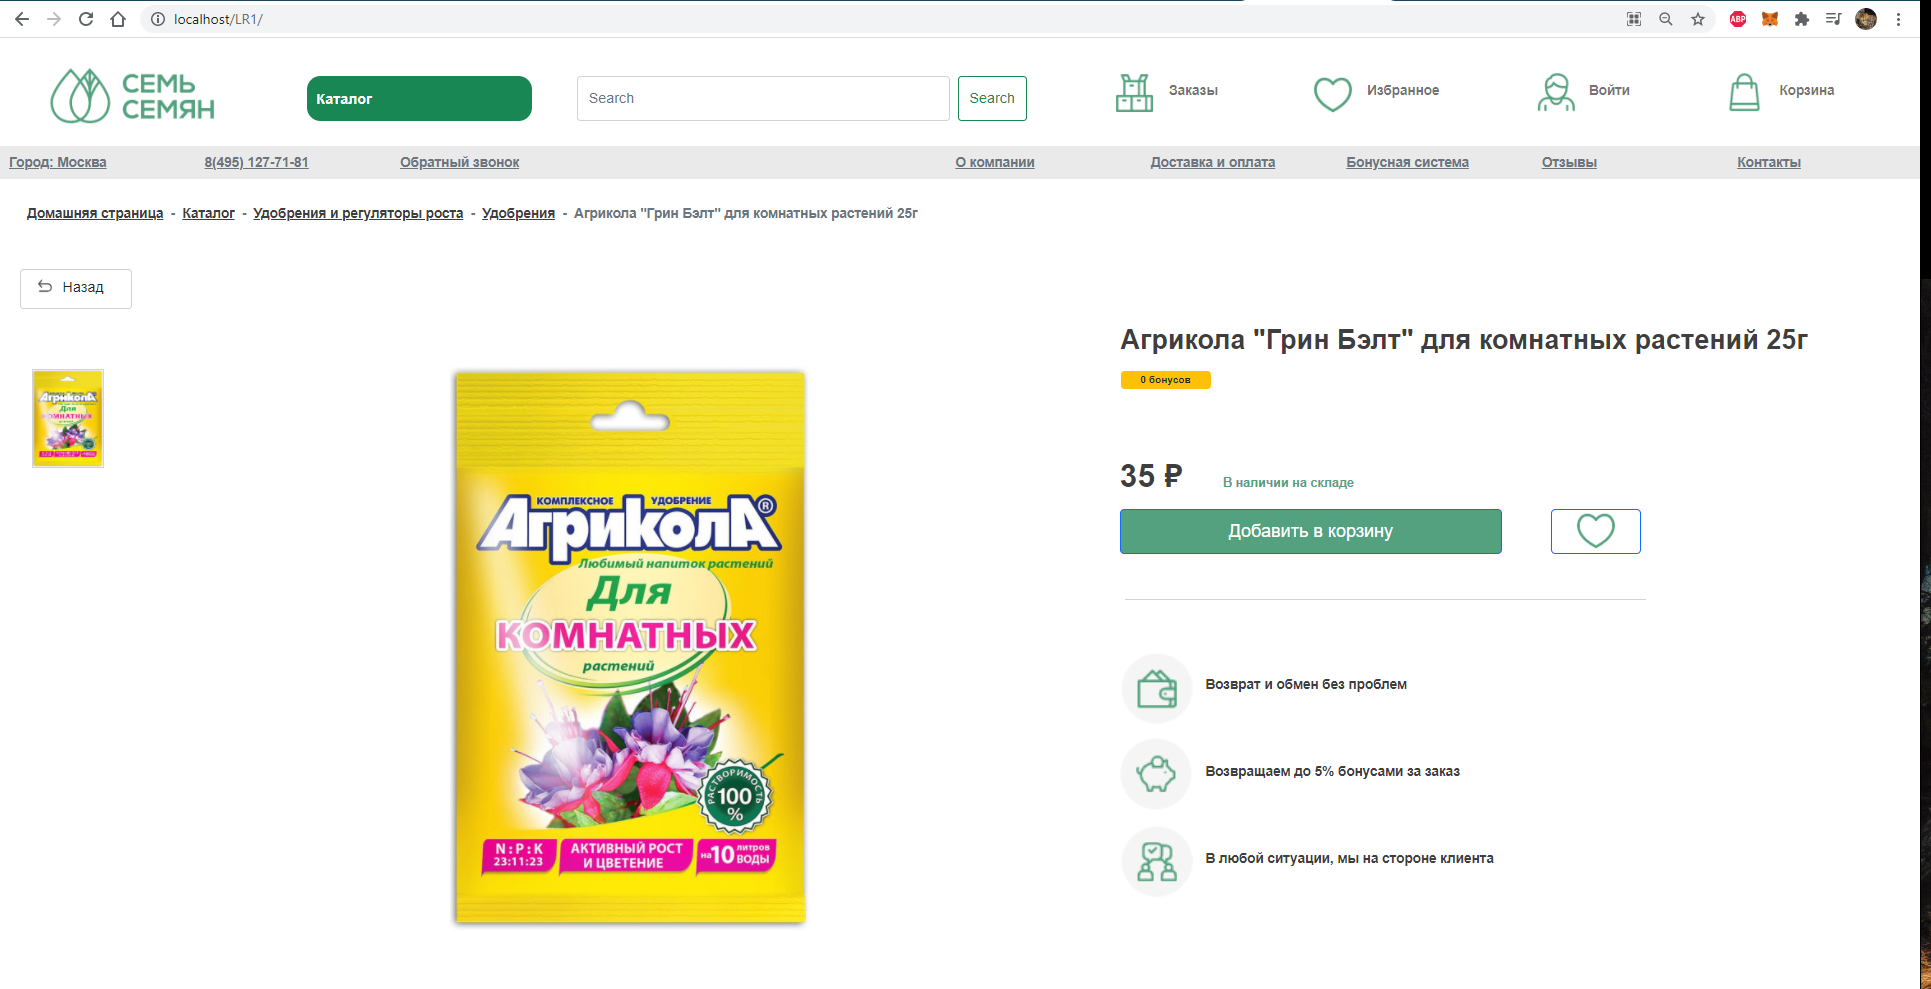 localhost/LR1/
ABP
СЕМЬ
СЕМЯН
Каталог
Search
Search
Заказы
Избранное
Войти
Корзина
Город: Москва
8(495) 127-71-81
Обратный звонок
О компании
Доставка и оплата
Бонусная система
Отзывы
Контакты
Домашняя страница - Каталог - Удобрения и регуляторы роста - Удобрения - Агрикола "Грин Бэлт" для комнатных растений 25г
Назад
Агрикола "Грин Бэлт" для комнатных растений 25г
0 бонусов
35 ₽
В наличии на складе
Добавить в корзину
Возврат и обмен без проблем
Возвращаем до 5% бонусами за заказ
В любой ситуации, мы на стороне клиента
КОМПЛЕКСНОЕ УДОБРЕНИЕ
АгриколА®
Любимый напиток растений
Для
КОМНАТНЫХ
растений
РАСТВОРИМОСТЬ
100
%
N : P : K
23:11:23
АКТИВНЫЙ РОСТ
И ЦВЕТЕНИЕ
на 10 литров
ВОДЫ
АгриколА
Для
КОМНАТНЫХ